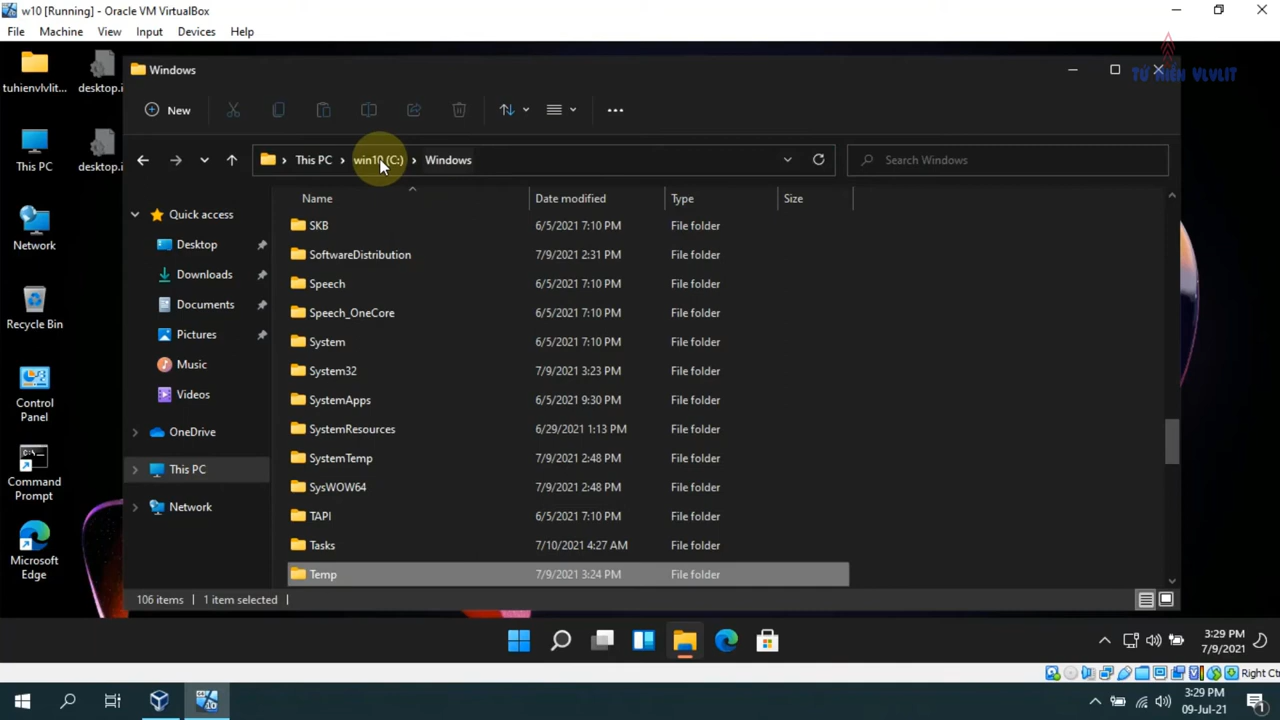 w10 [Running] - Oracle VM VirtualBox
File Machine View Input Devices Help
tuhienvlvlit...
desktop.i
This PC
desktop.i
Network
Recycle Bin
Control
Panel
Command
Prompt
Microsoft
Edge
Windows
TỨ HIỀN VLVLIT
New
This PC
win10 (C:)
Windows
Search Windows
Quick access
Desktop
Downloads
Documents
Pictures
Music
Videos
OneDrive
This PC
Network
Name Date modified Type Size
SKB 6/5/2021 7:10 PM File folder
SoftwareDistribution 7/9/2021 2:31 PM File folder
Speech 6/5/2021 7:10 PM File folder
Speech_OneCore 6/5/2021 7:10 PM File folder
System 6/5/2021 7:10 PM File folder
System32 7/9/2021 3:23 PM File folder
SystemApps 6/5/2021 9:30 PM File folder
SystemResources 6/29/2021 1:13 PM File folder
SystemTemp 7/9/2021 2:48 PM File folder
SysWOW64 7/9/2021 2:48 PM File folder
TAPI 6/5/2021 7:10 PM File folder
Tasks 7/10/2021 4:27 AM File folder
Temp 7/9/2021 3:24 PM File folder
106 items 1 item selected
3:29 PM
7/9/2021
Right Ctr
3:29 PM
09-Jul-21
1